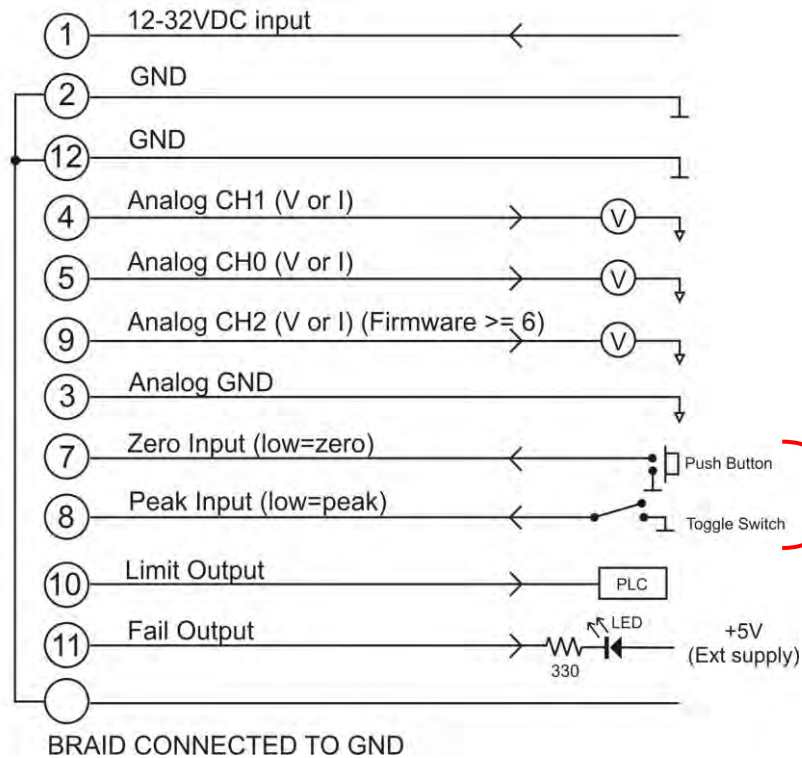 1 12-32VDC input
2 GND
12 GND
4 Analog CH1 (V or I) V
5 Analog CH0 (V or I) V
9 Analog CH2 (V or I) (Firmware >= 6) V
3 Analog GND
7 Zero Input (low=zero) Push Button
8 Peak Input (low=peak) Toggle Switch
10 Limit Output PLC
11 Fail Output LED +5V
330 (Ext supply)
BRAID CONNECTED TO GND